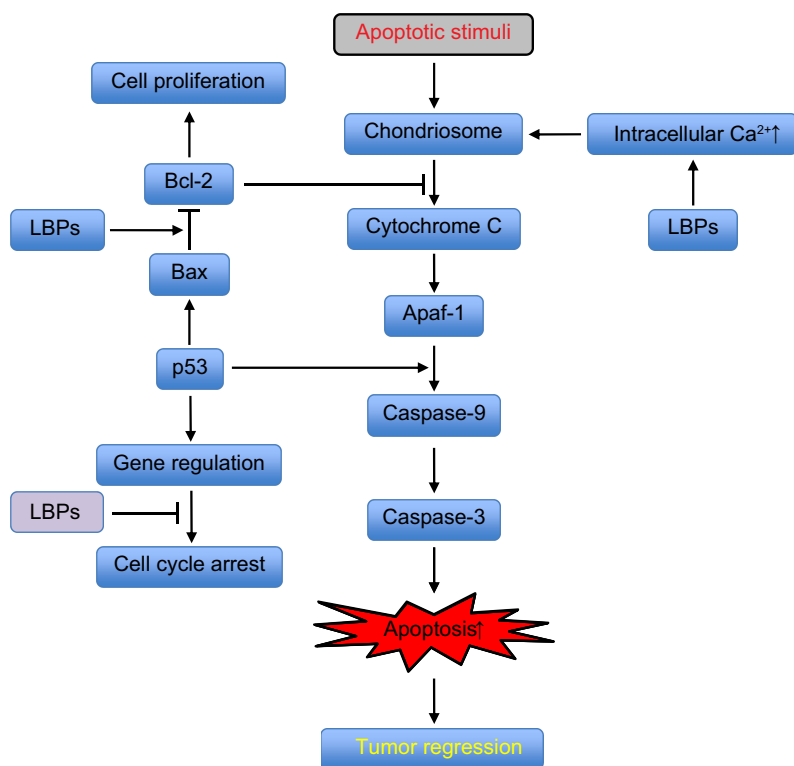 Apoptotic stimuli
Cell proliferation
Chondriosome
Intracellular Ca²⁺↑
Bcl-2
LBPs
Cytochrome C
LBPs
Bax
Apaf-1
p53
Caspase-9
Gene regulation
LBPs
Caspase-3
Cell cycle arrest
Apoptosis↑
Tumor regression